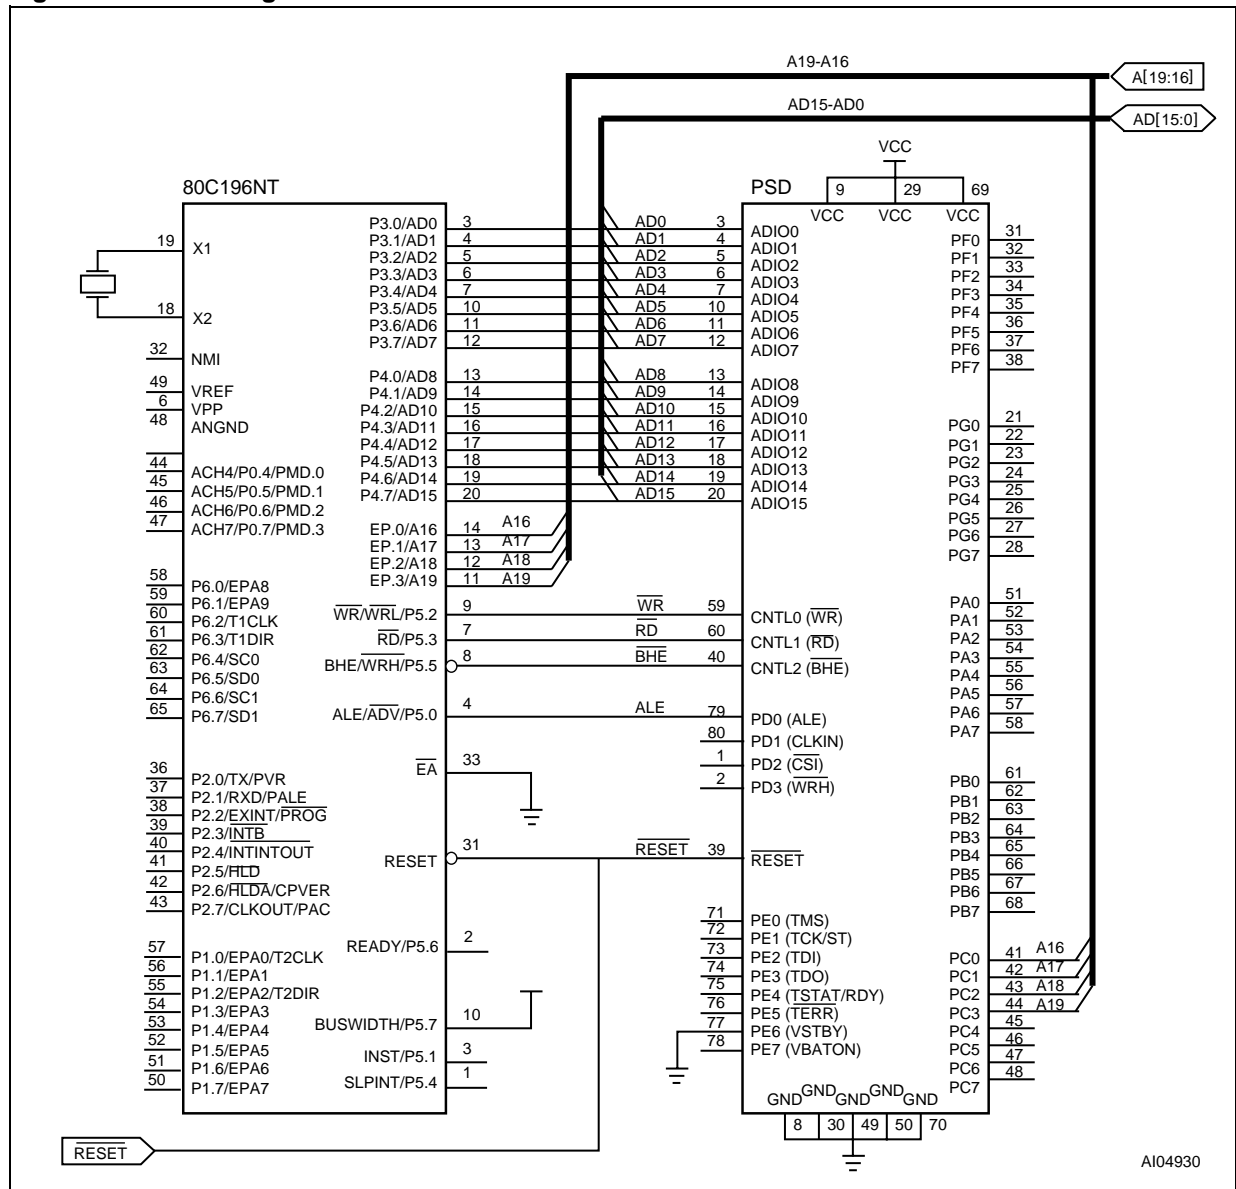 A19-A16
A[19:16]
AD15-AD0
AD[15:0]
VCC
80C196NT
PSD
9 29 69
VCC VCC VCC
19 X1
18 X2
32 NMI
49 VREF
6 VPP
48 ANGND
44 ACH4/P0.4/PMD.0
45 ACH5/P0.5/PMD.1
46 ACH6/P0.6/PMD.2
47 ACH7/P0.7/PMD.3
58 P6.0/EPA8
59 P6.1/EPA9
60 P6.2/T1CLK
61 P6.3/T1DIR
62 P6.4/SC0
63 P6.5/SD0
64 P6.6/SC1
65 P6.7/SD1
36 P2.0/TX/PVR
37 P2.1/RXD/PALE
38 P2.2/EXINT/PROG
39 P2.3/INTB
40 P2.4/INTINTOUT
41 P2.5/HLD
42 P2.6/HLDA/CPVER
43 P2.7/CLKOUT/PAC
57 P1.0/EPA0/T2CLK
56 P1.1/EPA1
55 P1.2/EPA2/T2DIR
54 P1.3/EPA3
53 P1.4/EPA4
52 P1.5/EPA5
51 P1.6/EPA6
50 P1.7/EPA7
P3.0/AD0 3 AD0 3 ADIO0
P3.1/AD1 4 AD1 4 ADIO1
P3.2/AD2 5 AD2 5 ADIO2
P3.3/AD3 6 AD3 6 ADIO3
P3.4/AD4 7 AD4 7 ADIO4
P3.5/AD5 10 AD5 10 ADIO5
P3.6/AD6 11 AD6 11 ADIO6
P3.7/AD7 12 AD7 12 ADIO7
P4.0/AD8 13 AD8 13 ADIO8
P4.1/AD9 14 AD9 14 ADIO9
P4.2/AD10 15 AD10 15 ADIO10
P4.3/AD11 16 AD11 16 ADIO11
P4.4/AD12 17 AD12 17 ADIO12
P4.5/AD13 18 AD13 18 ADIO13
P4.6/AD14 19 AD14 19 ADIO14
P4.7/AD15 20 AD15 20 ADIO15
EP.0/A16 14 A16
EP.1/A17 13 A17
EP.2/A18 12 A18
EP.3/A19 11 A19
WR/WRL/P5.2 9 WR 59 CNTL0 (WR)
RD/P5.3 7 RD 60 CNTL1 (RD)
BHE/WRH/P5.5 8 BHE 40 CNTL2 (BHE)
ALE/ADV/P5.0 4 ALE 79 PD0 (ALE)
80 PD1 (CLKIN)
1 PD2 (CSI)
2 PD3 (WRH)
EA 33
RESET 31 RESET 39 RESET
READY/P5.6 2
BUSWIDTH/P5.7 10
INST/P5.1 3
SLPINT/P5.4 1
71 PE0 (TMS)
72 PE1 (TCK/ST)
73 PE2 (TDI)
74 PE3 (TDO)
75 PE4 (TSTAT/RDY)
76 PE5 (TERR)
77 PE6 (VSTBY)
78 PE7 (VBATON)
PF0 31
PF1 32
PF2 33
PF3 34
PF4 35
PF5 36
PF6 37
PF7 38
PG0 21
PG1 22
PG2 23
PG3 24
PG4 25
PG5 26
PG6 27
PG7 28
PA0 51
PA1 52
PA2 53
PA3 54
PA4 55
PA5 56
PA6 57
PA7 58
PB0 61
PB1 62
PB2 63
PB3 64
PB4 65
PB5 66
PB6 67
PB7 68
PC0 41 A16
PC1 42 A17
PC2 43 A18
PC3 44 A19
PC4 45
PC5 46
PC6 47
PC7 48
GND GND GND GND GND
8 30 49 50 70
RESET
AI04930